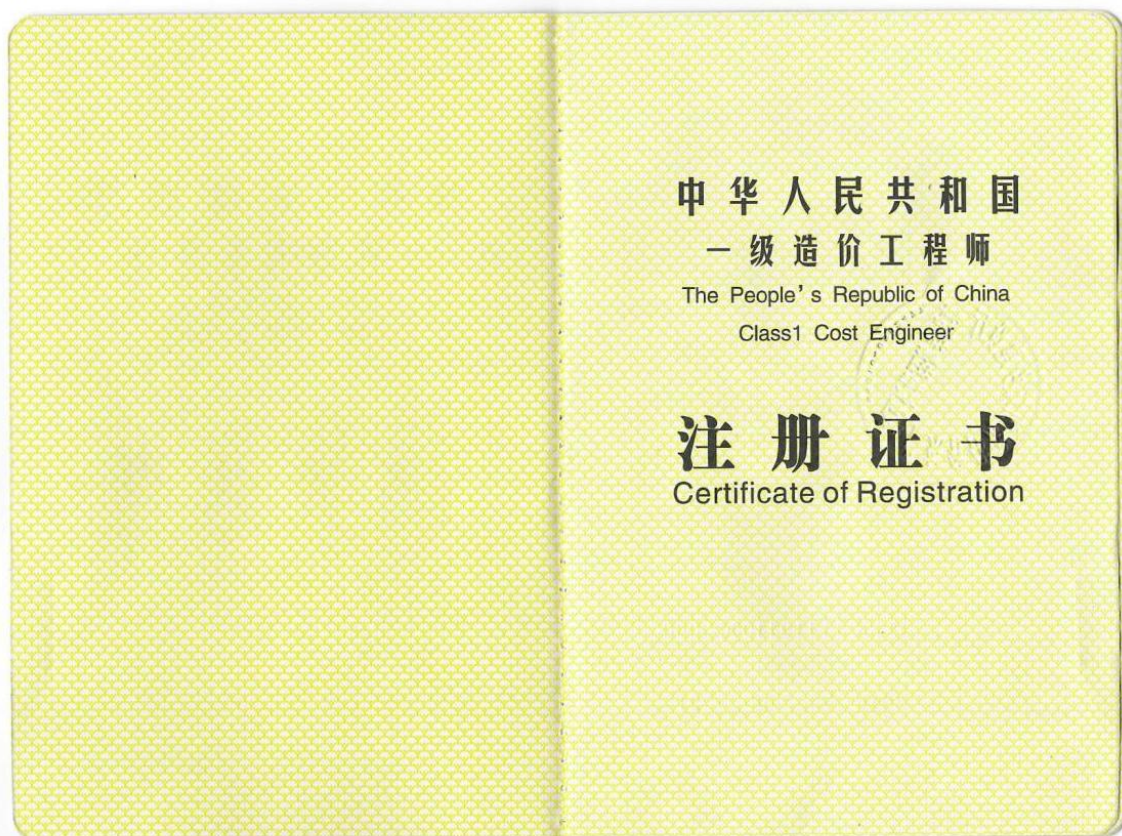 中华人民共和国
一级造价工程师
The People's Republic of China
Class1 Cost Engineer
注册证书
Certificate of Registration